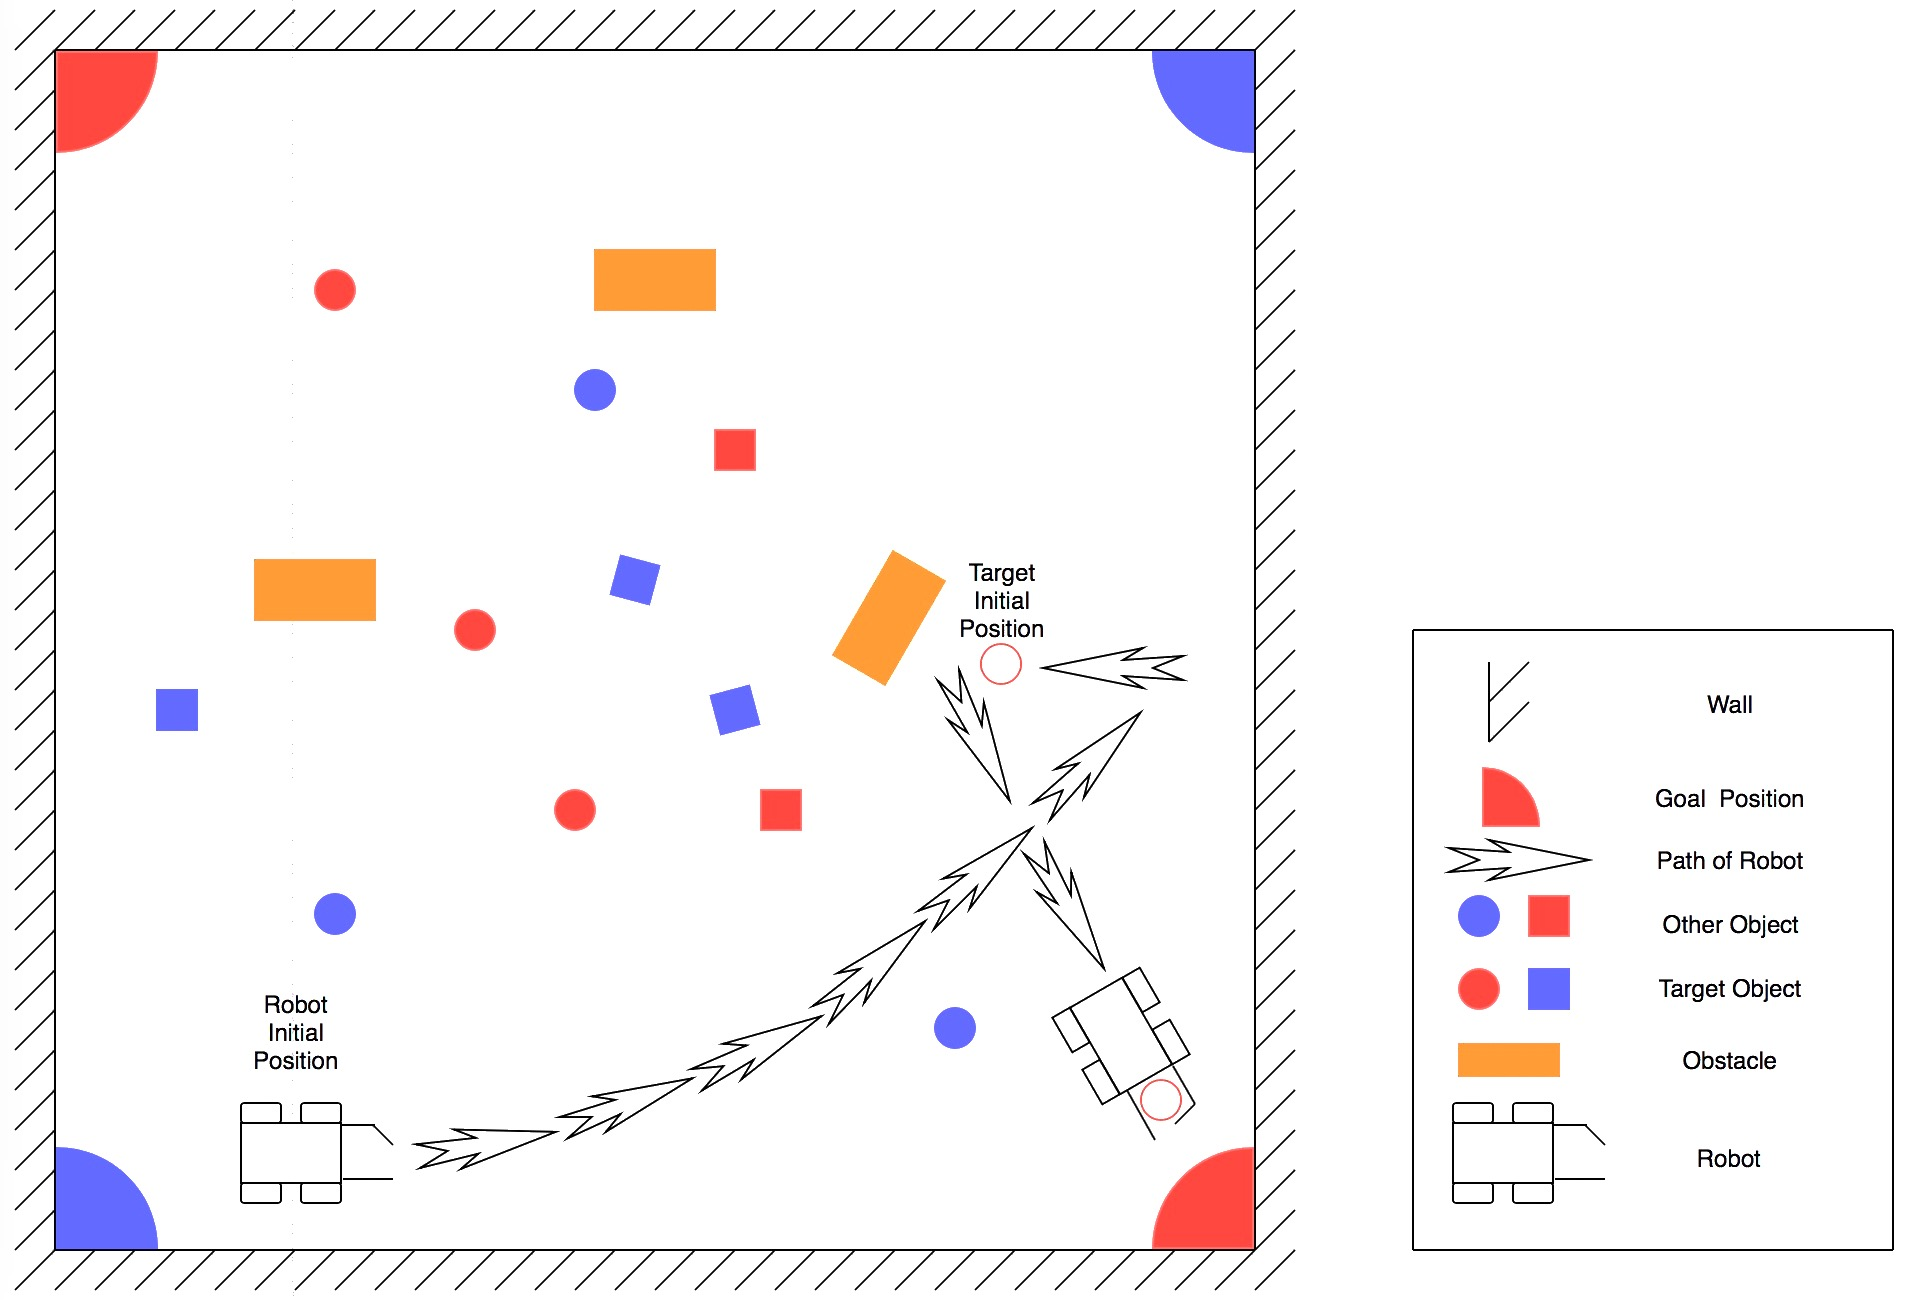 Target
Initial
Position
Robot
Initial
Position
Wall
Goal  Position
Path of Robot
Other Object
Target Object
Obstacle
Robot